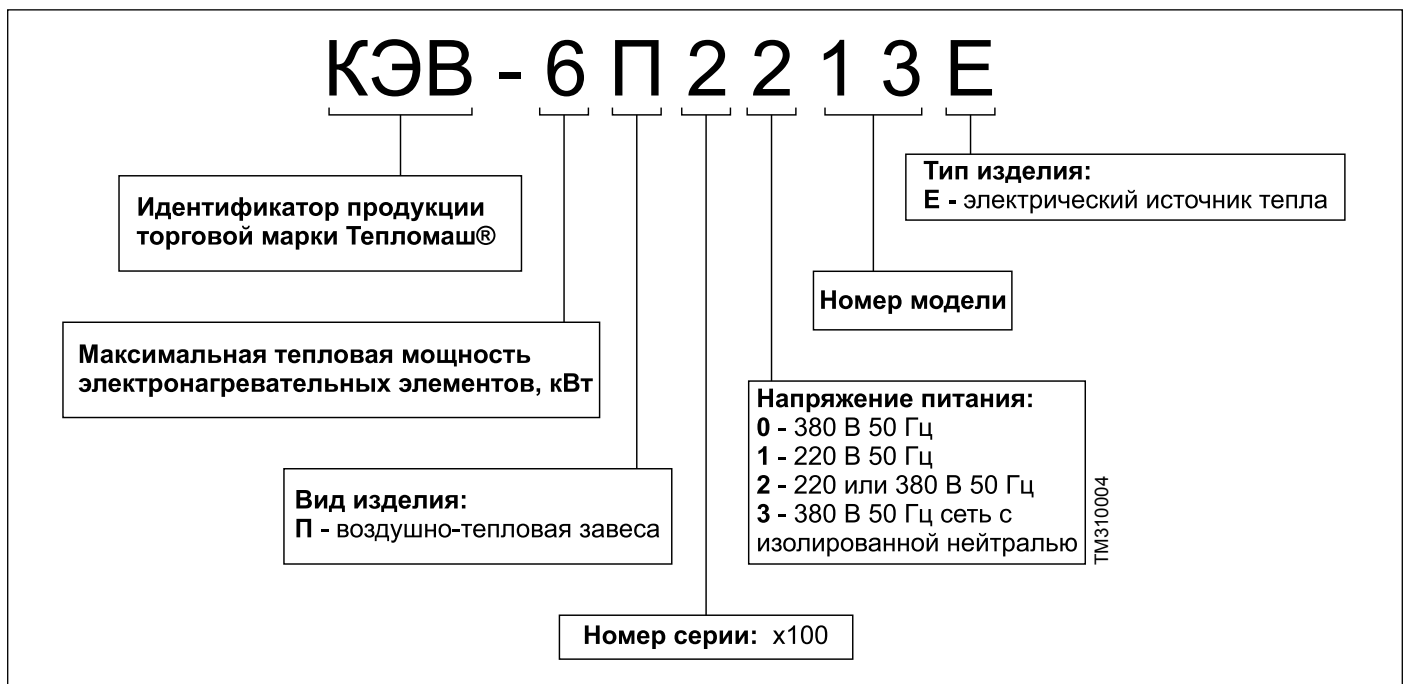 КЭВ - 6 П 2 2 1 3 Е
Тип изделия:
Е - электрический источник тепла
Идентификатор продукции
торговой марки Тепломаш®
Номер модели
Максимальная тепловая мощность
электронагревательных элементов, кВт
Напряжение питания:
0 - 380 В 50 Гц
1 - 220 В 50 Гц
2 - 220 или 380 В 50 Гц
3 - 380 В 50 Гц сеть с
изолированной нейтралью
ТМ310004
Вид изделия:
П - воздушно-тепловая завеса
Номер серии: х100